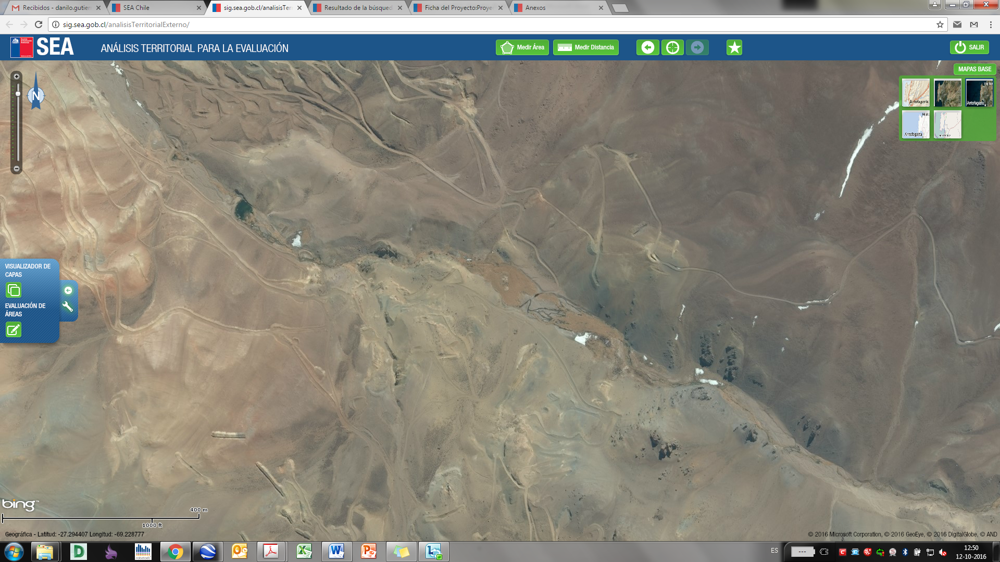 Recibidos - danilo.gutier
SEA Chile
sig.sea.gob.cl/analisisTer
Resultado de la búsqued
Ficha del Proyecto:Proye
Anexos
sig.sea.gob.cl/analisisTerritorialExterno/
SEA
ANÁLISIS TERRITORIAL PARA LA EVALUACIÓN
Medir Área
Medir Distancia
SALIR
MAPAS BASE
Antofagasta
Antofagasta
Antofagasta
N
VISUALIZADOR DE
CAPAS
EVALUACIÓN DE
ÁREAS
bing™
400 m
1000 ft
Geográfica - Latitud: -27.294407 Longitud: -69.228777
© 2016 Microsoft Corporation, © 2016 GeoEye, © 2016 DigitalGlobe, © AND
ES
12:50
12-10-2016